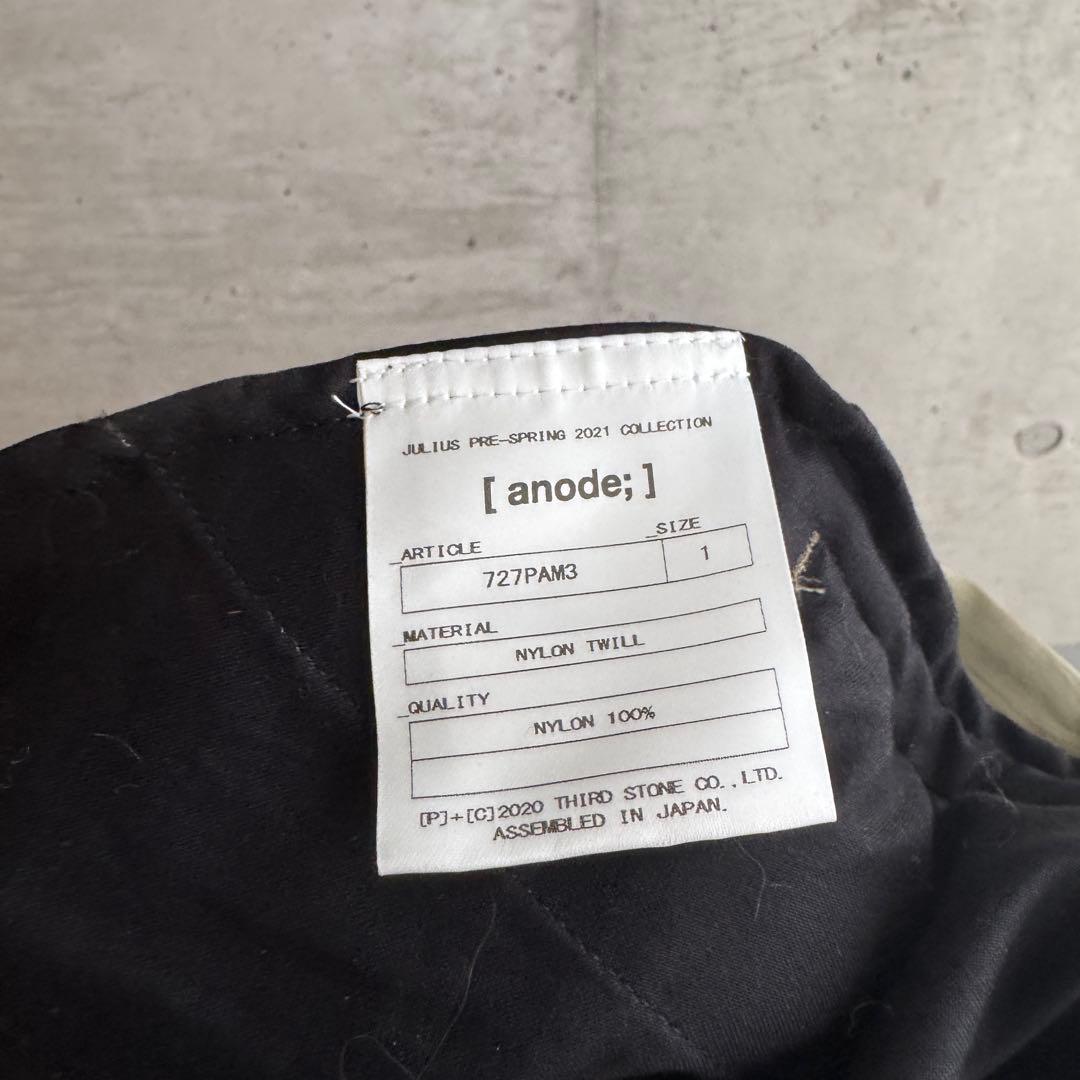 JULIUS PRE-SPRING 2021 COLLECTION
[ anode; ]
_ARTICLE _SIZE
727PAM3 1
_MATERIAL
NYLON TWILL
_QUALITY
NYLON 100%
[P]+[C]2020 THIRD STONE CO.,LTD.
ASSEMBLED IN JAPAN.